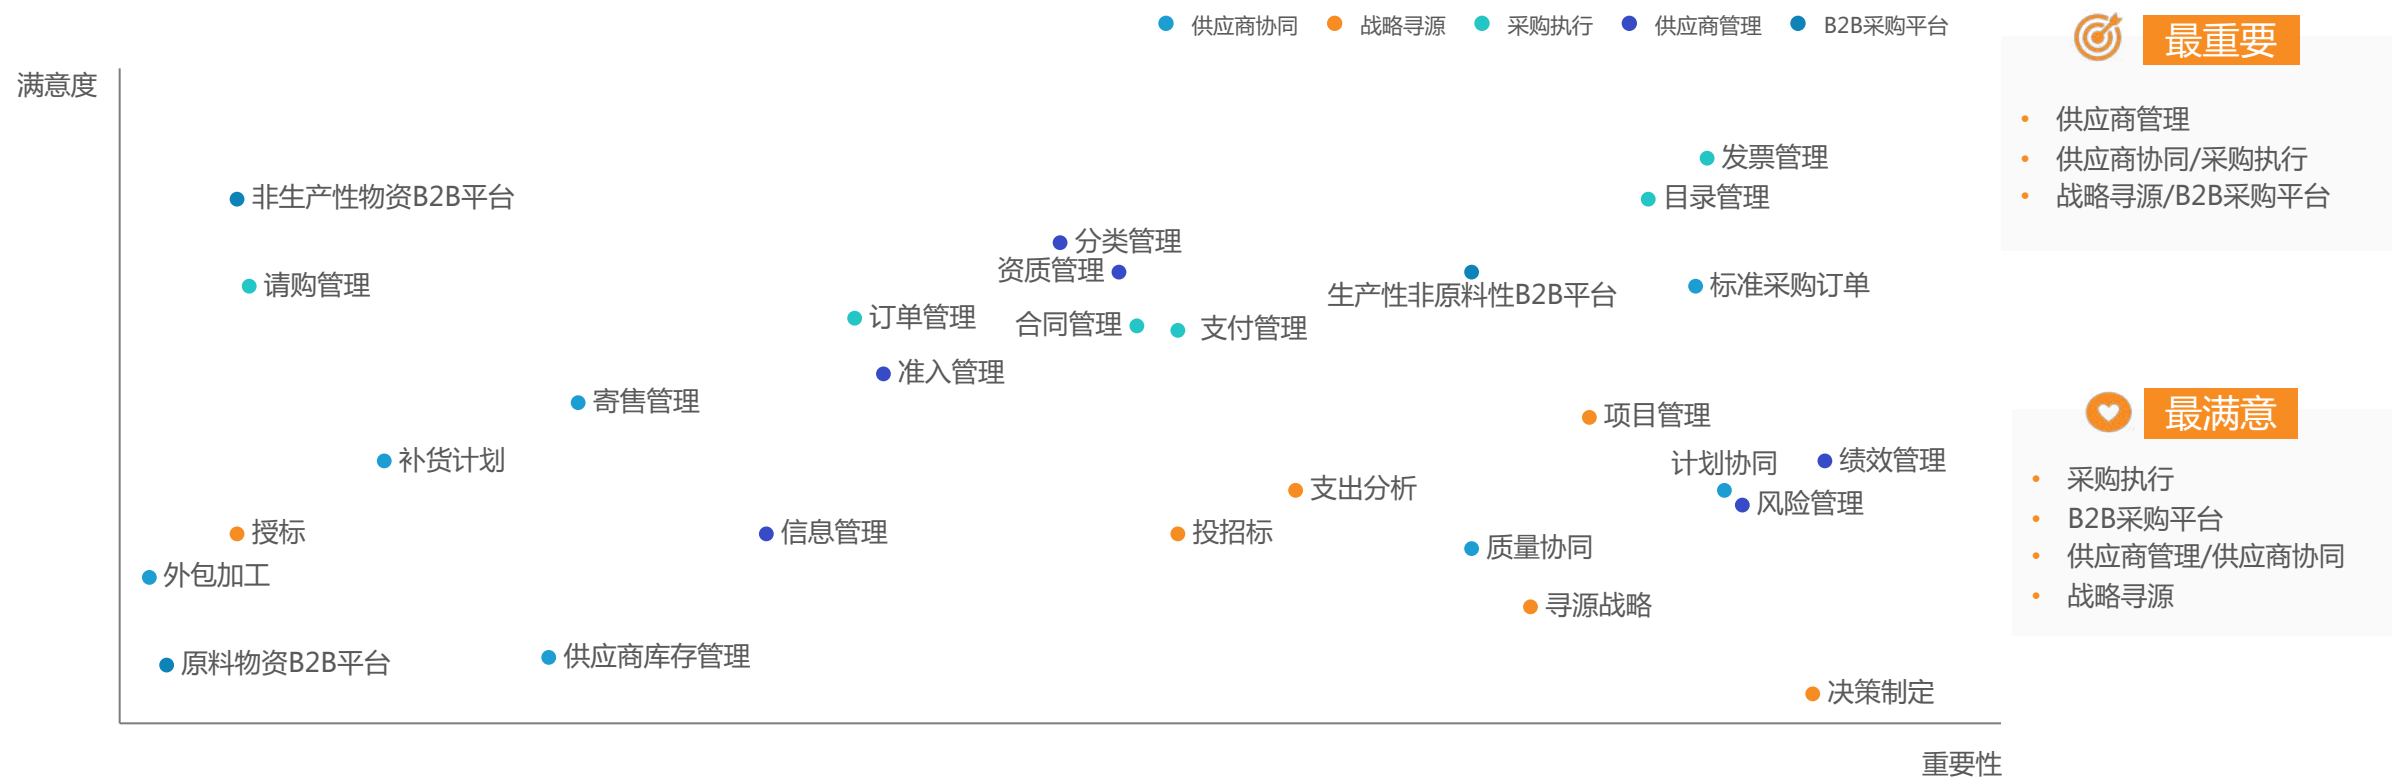 供应商协同
战略寻源
采购执行
供应商管理
B2B采购平台
满意度
发票管理
非生产性物资B2B平台
目录管理
分类管理
资质管理
请购管理
生产性非原料性B2B平台
标准采购订单
订单管理
合同管理
支付管理
准入管理
寄售管理
项目管理
补货计划
计划协同
绩效管理
支出分析
风险管理
授标
信息管理
投招标
质量协同
外包加工
寻源战略
原料物资B2B平台
供应商库存管理
决策制定
重要性
最重要
• 供应商管理
• 供应商协同/采购执行
• 战略寻源/B2B采购平台
最满意
• 采购执行
• B2B采购平台
• 供应商管理/供应商协同
• 战略寻源